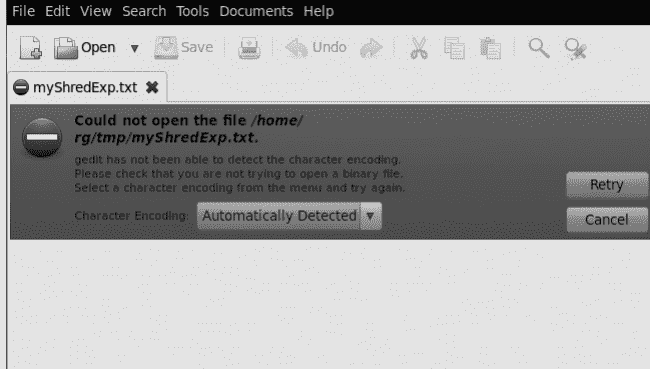 File Edit View Search Tools Documents Help
Open Save Undo
myShredExp.txt
Could not open the file /home/
rg/tmp/myShredExp.txt.
gedit has not been able to detect the character encoding.
Please check that you are not trying to open a binary file.
Select a character encoding from the menu and try again.
Character Encoding: Automatically Detected
Retry
Cancel